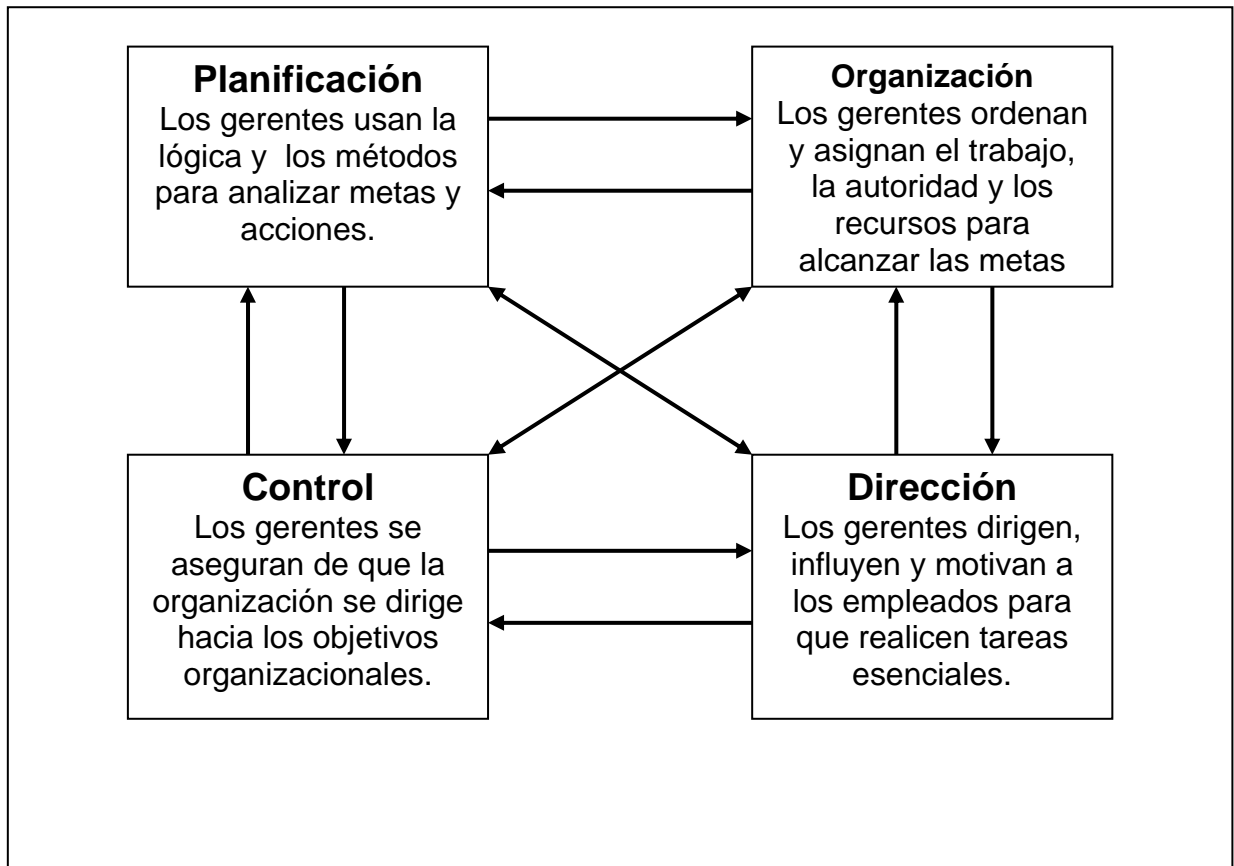 Planificación
Los gerentes usan la
lógica y los métodos
para analizar metas y
acciones.
Organización
Los gerentes ordenan
y asignan el trabajo,
la autoridad y los
recursos para
alcanzar las metas
Control
Los gerentes se
aseguran de que la
organización se dirige
hacia los objetivos
organizacionales.
Dirección
Los gerentes dirigen,
influyen y motivan a
los empleados para
que realicen tareas
esenciales.